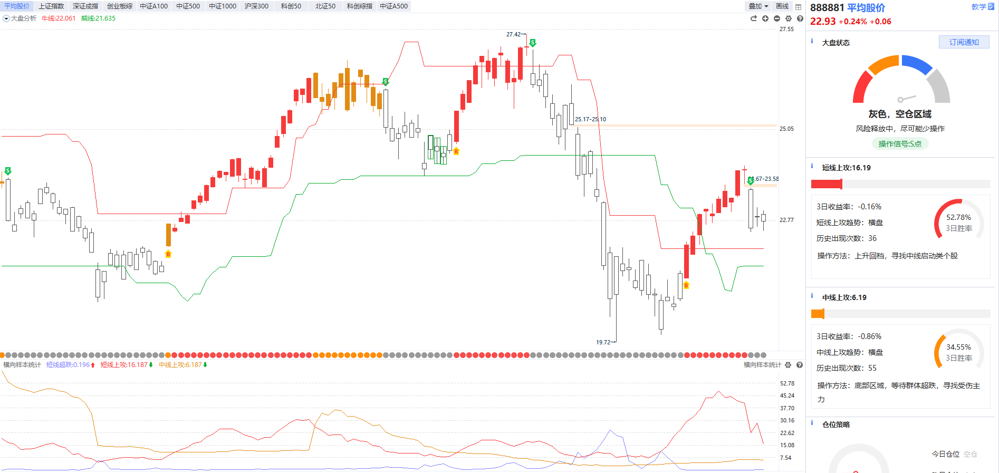 平均股价 上证指数 深证成指 创业板综 中证A100 中证500 中证1000 沪深300 科创50 北证50 科创综指 中证A500 叠加 画线
大盘分析 牛线:22.061 熊线:21.635
27.55
27.42
S
S
S
25.17-25.10
25.05
B
S
.67-23.58
22.77
B
B
19.72
横向样本统计 短线超跌:0.196 短线上攻:16.187 中线上攻:6.187
横向样本统计
52.78
45.24
37.70
30.16
22.62
15.08
7.54
888881 平均股价 教学
22.93 +0.24% +0.06
大盘状态 订阅通知
灰色，空仓区域
风险释放中，尽可能少操作
操作信号:S点
短线上攻:16.19
3日收益率：-0.16%
短线上攻趋势：横盘
历史出现次数：36
52.78%
3日胜率
操作方法：上升回档，寻找中线启动类个股
中线上攻:6.19
3日收益率：-0.86%
中线上攻趋势：横盘
历史出现次数：55
34.55%
3日胜率
操作方法：底部区域，等待群体超跌，寻找受伤主
力
仓位策略
今日仓位 空仓